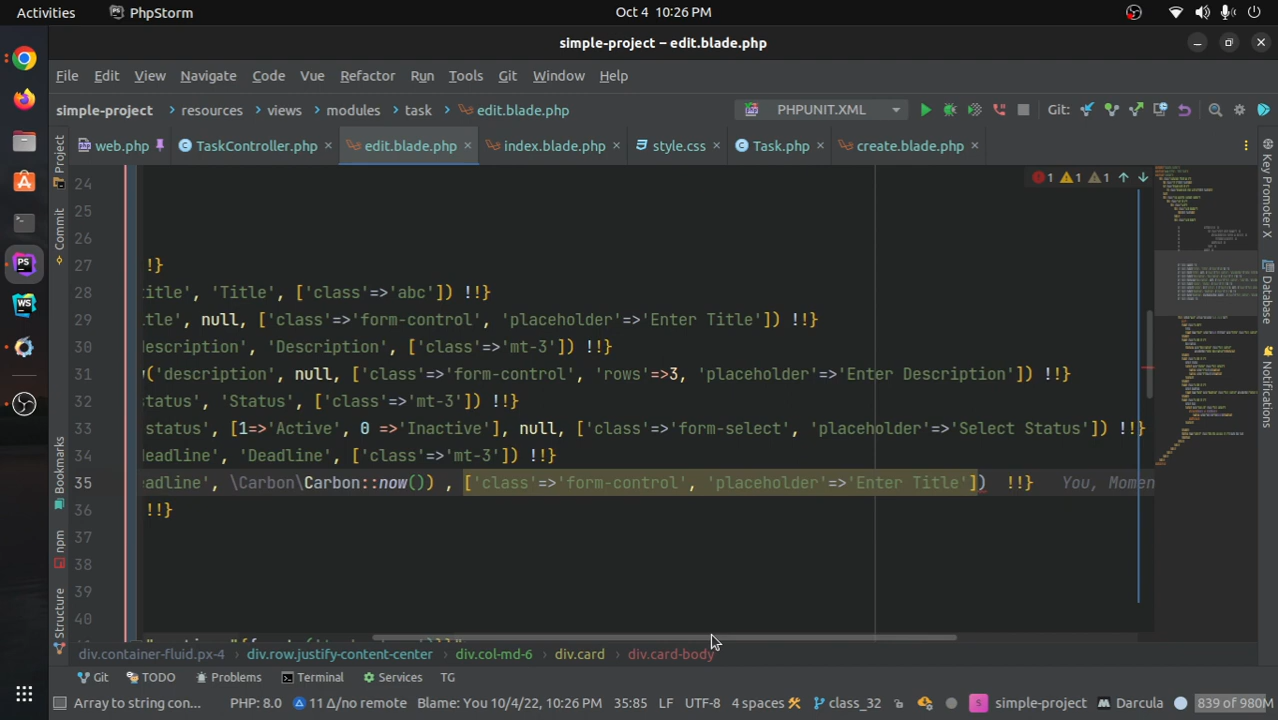 Activities PhpStorm Oct 4 10:26 PM
simple-project – edit.blade.php
File Edit View Navigate Code Vue Refactor Run Tools Git Window Help
simple-project resources views modules task edit.blade.php PHPUNIT.XML Git:
web.php TaskController.php edit.blade.php index.blade.php style.css Task.php create.blade.php
Project
Commit
Bookmarks
npm
Structure
1 1 1
24
25
26
27 !!}
28 title', 'Title', ['class'=>'abc']) !!}
29 itle', null, ['class'=>'form-control', 'placeholder'=>'Enter Title']) !!}
30 description', 'Description', ['class'=>'mt-3']) !!}
31 ('description', null, ['class'=>'form-control', 'rows'=>3, 'placeholder'=>'Enter Description']) !!}
32 status', 'Status', ['class'=>'mt-3']) !!}
33 status', [1=>'Active', 0 =>'Inactive'], null, ['class'=>'form-select', 'placeholder'=>'Select Status']) !!}
34 deadline', 'Deadline', ['class'=>'mt-3']) !!}
35 eadline', \Carbon\Carbon::now()) , ['class'=>'form-control', 'placeholder'=>'Enter Title']) !!} You, Momen
36 !!}
37
38
39
40
Key Promoter X
Database
Notifications
div.container-fluid.px-4 div.row.justify-content-center div.col-md-6 div.card div.card-body
Git TODO Problems Terminal Services TG
Array to string con... PHP: 8.0 11 Δ/no remote Blame: You 10/4/22, 10:26 PM 35:85 LF UTF-8 4 spaces class_32 S simple-project Darcula 839 of 980M